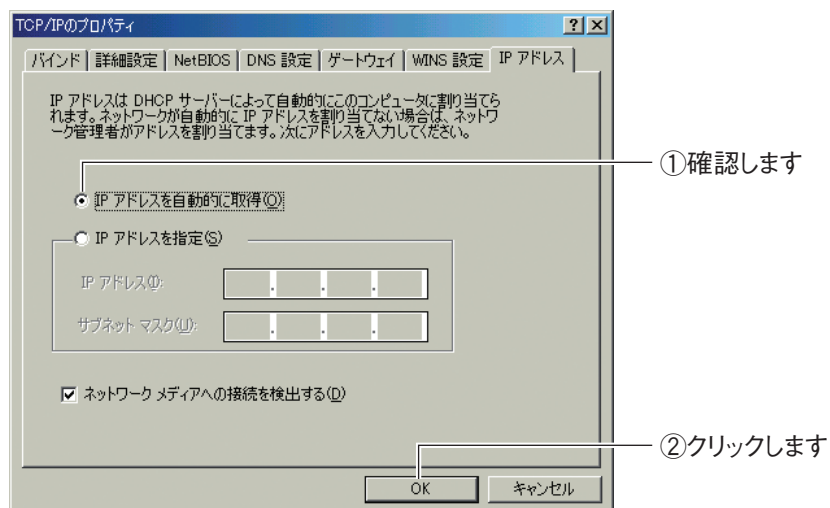 TCP/IPのプロパティ
バインド 詳細設定 NetBIOS DNS 設定 ゲートウェイ WINS 設定 IP アドレス
IP アドレスは DHCP サーバーによって自動的にこのコンピュータに割り当てら
れます。ネットワークが自動的に IP アドレスを割り当てない場合は、ネットワ
ーク管理者がアドレスを割り当てます。次にアドレスを入力してください。
①確認します
IP アドレスを自動的に取得(O)
IP アドレスを指定(S)
IP アドレス(I):
サブネット マスク(U):
ネットワーク メディアへの接続を検出する(D)
②クリックします
OK キャンセル